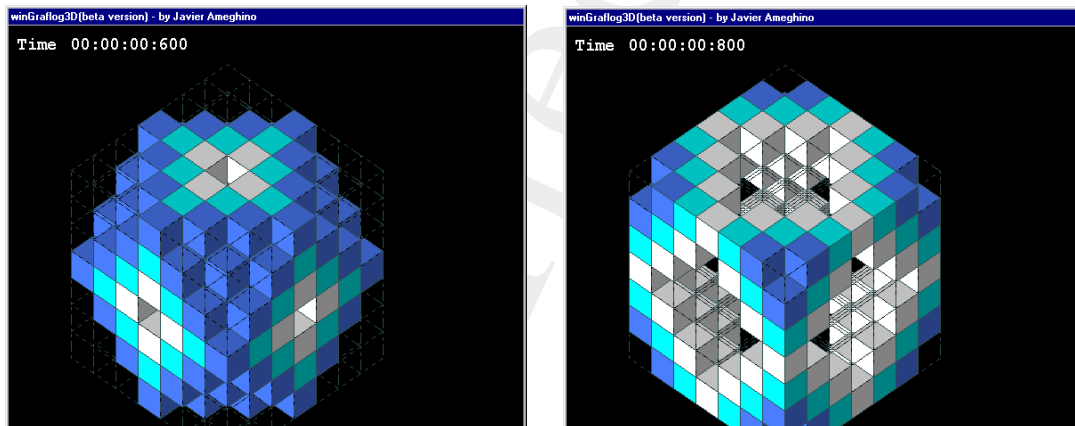 winGraflog3D(beta version) - by Javier Ameghino
Time 00:00:00:600
winGraflog3D(beta version) - by Javier Ameghino
Time 00:00:00:800